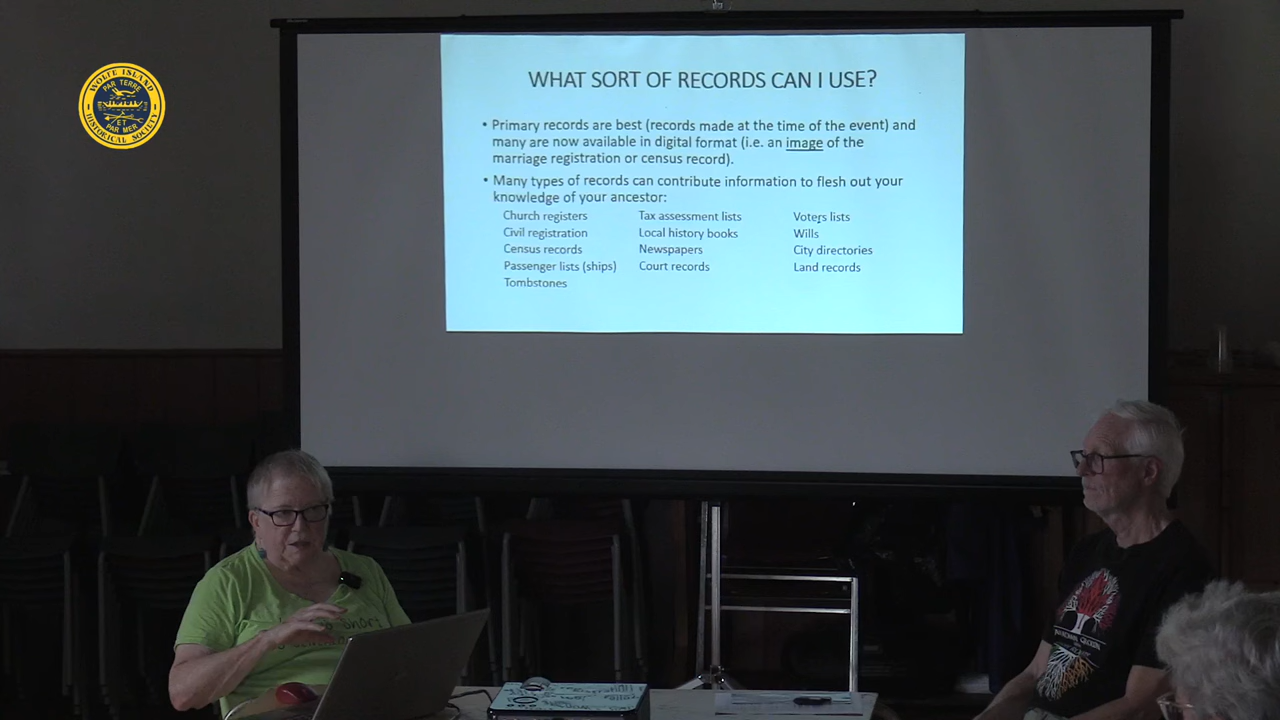 WOLFE ISLAND
PAR TERRE
ET
PAR MER
HISTORICAL SOCIETY
WHAT SORT OF RECORDS CAN I USE?
• Primary records are best (records made at the time of the event) and
many are now available in digital format (i.e. an image of the
marriage registration or census record).
• Many types of records can contribute information to flesh out your
knowledge of your ancestor:
Church registers Tax assessment lists Voters lists
Civil registration Local history books Wills
Census records Newspapers City directories
Passenger lists (ships) Court records Land records
Tombstones
short